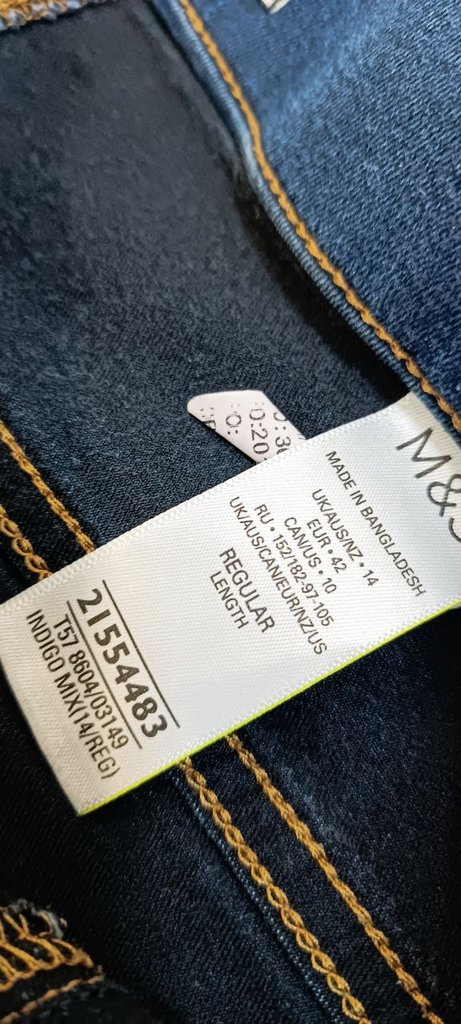 M&S
MADE IN BANGLADESH
UK/AUS/NZ • 14
EUR • 42
CAN/US • 10
RU • 152/182-97-105
UK/AUS/CAN/EUR/NZ/US
REGULAR
LENGTH
21554483
T57 8604/03149
INDIGO MIX(14/REG)